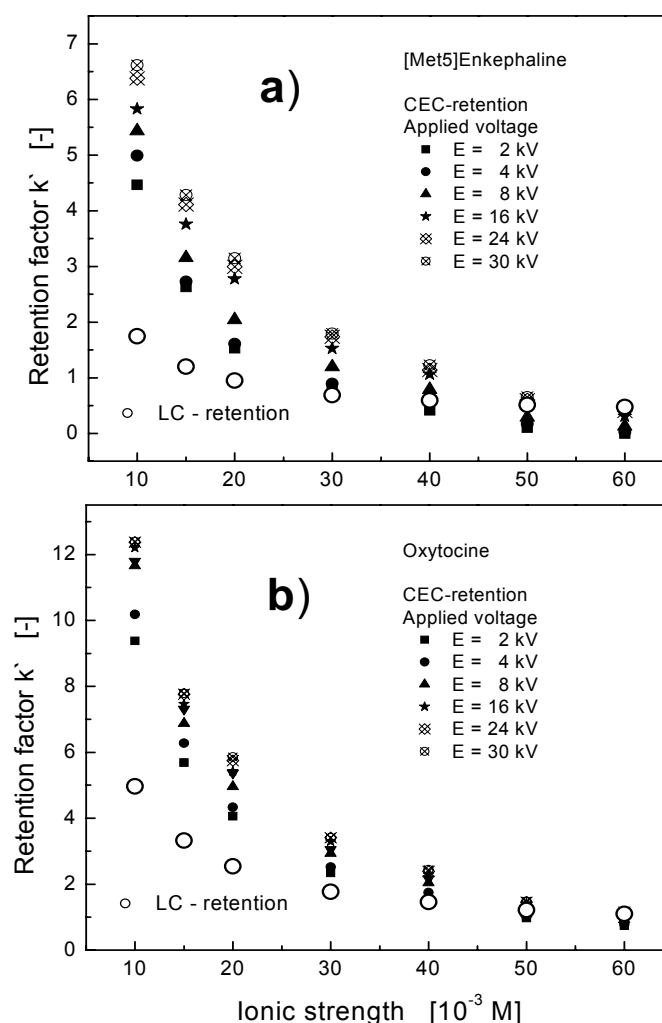 7
6
5
4
3
2
1
0
Retention factor k` [-]
a)
[Met5]Enkephaline
CEC-retention
Applied voltage
E = 2 kV
E = 4 kV
E = 8 kV
E = 16 kV
E = 24 kV
E = 30 kV
LC - retention
10 20 30 40 50 60
12
10
8
6
4
2
0
Retention factor k` [-]
b)
Oxytocine
CEC-retention
Applied voltage
E = 2 kV
E = 4 kV
E = 8 kV
E = 16 kV
E = 24 kV
E = 30 kV
LC - retention
10 20 30 40 50 60
Ionic strength [10⁻³ M]